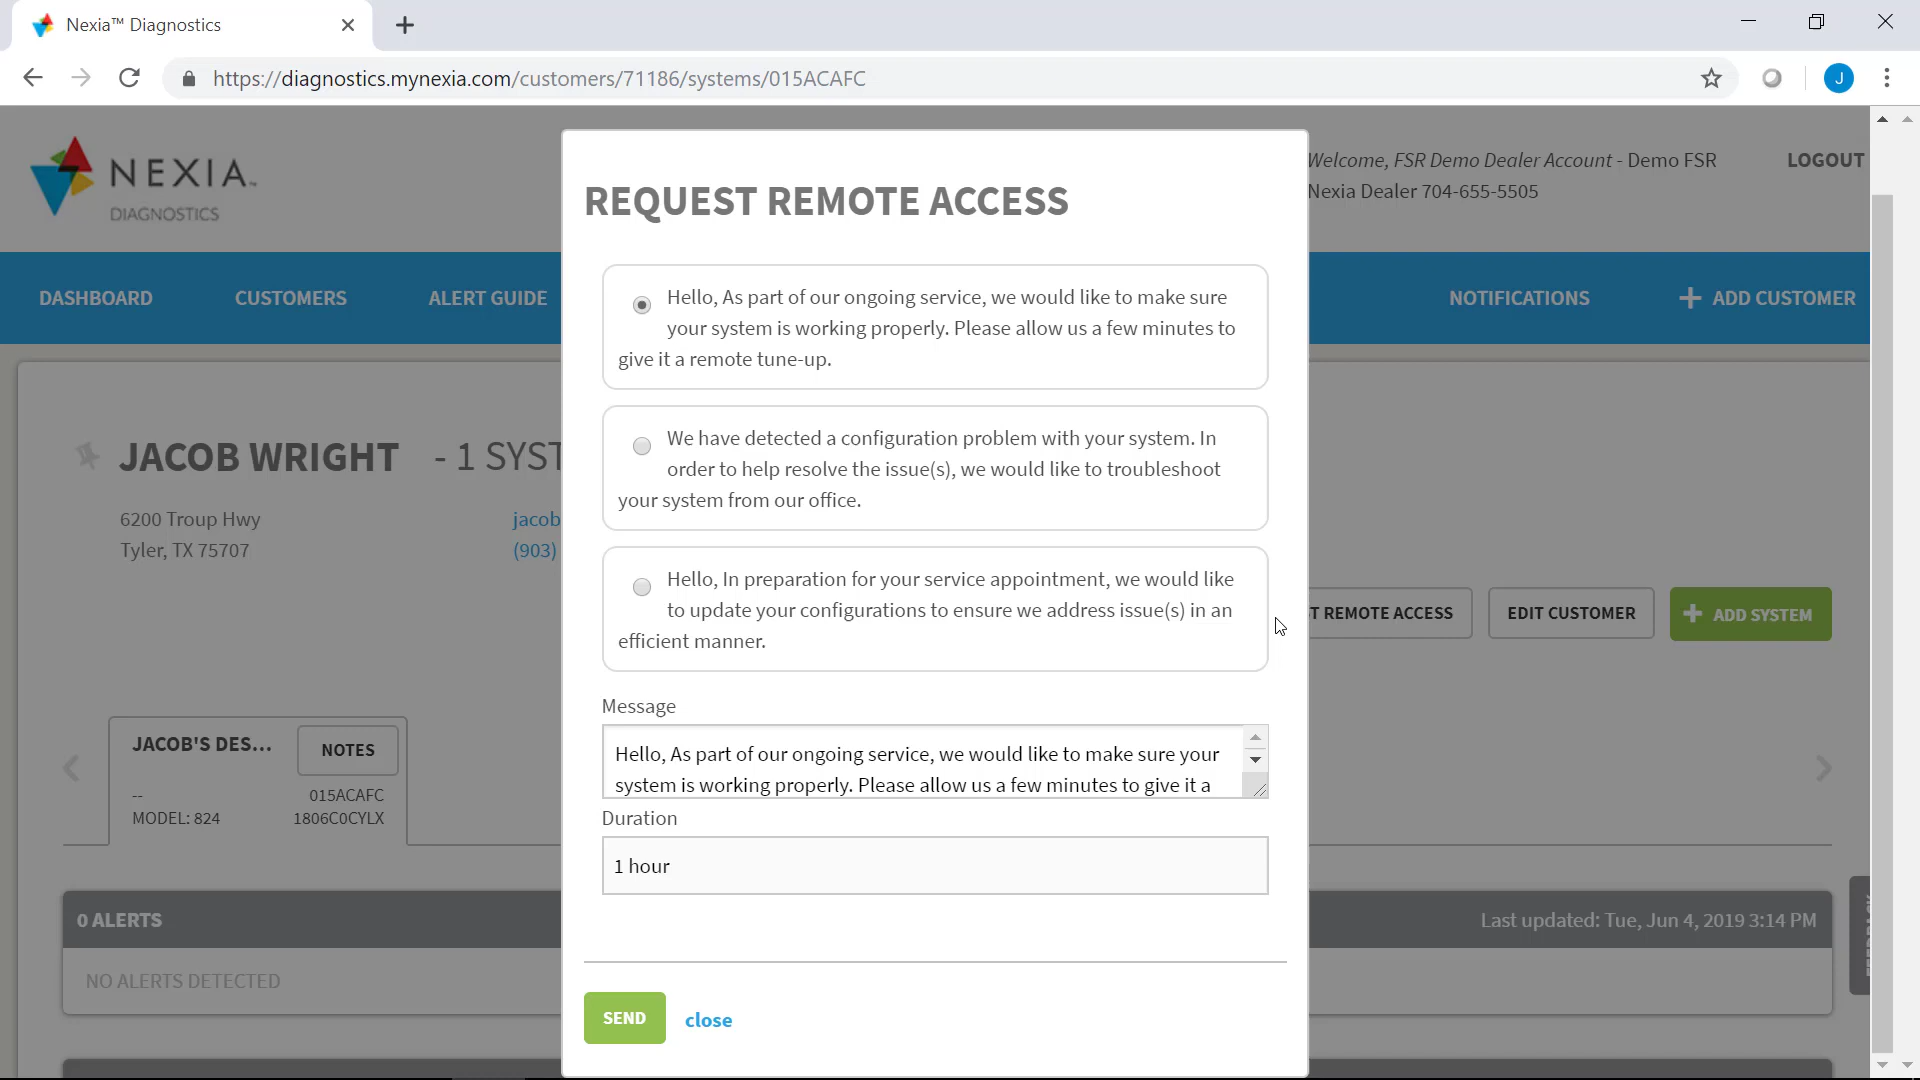 Nexia™ Diagnostics
https://diagnostics.mynexia.com/customers/71186/systems/015ACAFC
J
NEXIA™
DIAGNOSTICS
Welcome, FSR Demo Dealer Account - Demo FSR
Nexia Dealer 704-655-5505
LOGOUT
DASHBOARD
CUSTOMERS
ALERT GUIDE
NOTIFICATIONS
ADD CUSTOMER
REQUEST REMOTE ACCESS
Hello, As part of our ongoing service, we would like to make sure
your system is working properly. Please allow us a few minutes to
give it a remote tune-up.
We have detected a configuration problem with your system. In
order to help resolve the issue(s), we would like to troubleshoot
your system from our office.
Hello, In preparation for your service appointment, we would like
to update your configurations to ensure we address issue(s) in an
efficient manner.
Message
Hello, As part of our ongoing service, we would like to make sure your
system is working properly. Please allow us a few minutes to give it a
Duration
1 hour
SEND
close
JACOB WRIGHT - 1 SYST
6200 Troup Hwy
Tyler, TX 75707
jacob
(903)
T REMOTE ACCESS
EDIT CUSTOMER
ADD SYSTEM
JACOB'S DES...
NOTES
--
015ACAFC
MODEL: 824
1806C0CYLX
0 ALERTS
Last updated: Tue, Jun 4, 2019 3:14 PM
NO ALERTS DETECTED